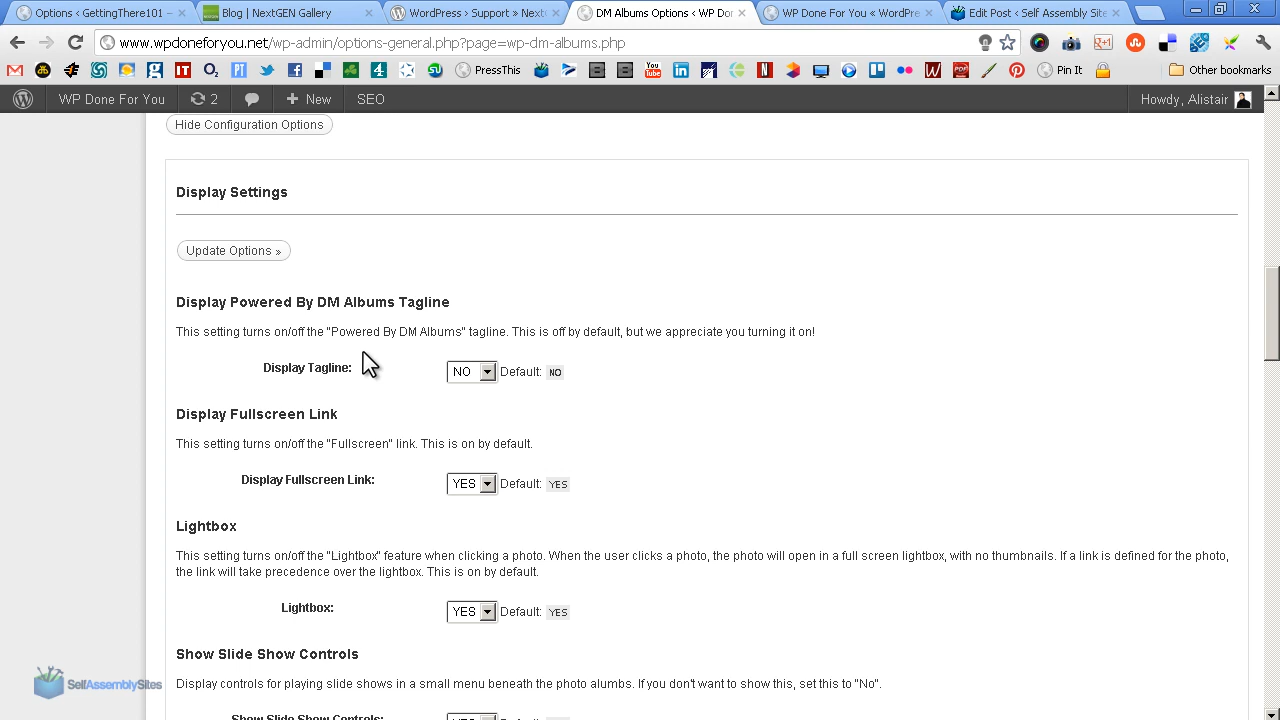 Options < GettingThere101 –
Blog | NextGEN Gallery
WordPress › Support » Next
DM Albums Options < WP Dor
WP Done For You « WordPre
Edit Post ‹ Self Assembly Site
www.wpdoneforyou.net/wp-admin/options-general.php?page=wp-dm-albums.php
PressThis
You Tube
Pin It
Other bookmarks
WP Done For You
2
New
SEO
Howdy, Alistair
Hide Configuration Options
Display Settings
Update Options »
Display Powered By DM Albums Tagline
This setting turns on/off the "Powered By DM Albums" tagline. This is off by default, but we appreciate you turning it on!
Display Tagline: NO Default: NO
Display Fullscreen Link
This setting turns on/off the "Fullscreen" link. This is on by default.
Display Fullscreen Link: YES Default: YES
Lightbox
This setting turns on/off the "Lightbox" feature when clicking a photo. When the user clicks a photo, the photo will open in a full screen lightbox, with no thumbnails. If a link is defined for the photo,
the link will take precedence over the lightbox. This is on by default.
Lightbox: YES Default: YES
Show Slide Show Controls
SelfAssemblySites
Display controls for playing slide shows in a small menu beneath the photo alumbs. If you don't want to show this, set this to "No".
Show Slide Show Controls: